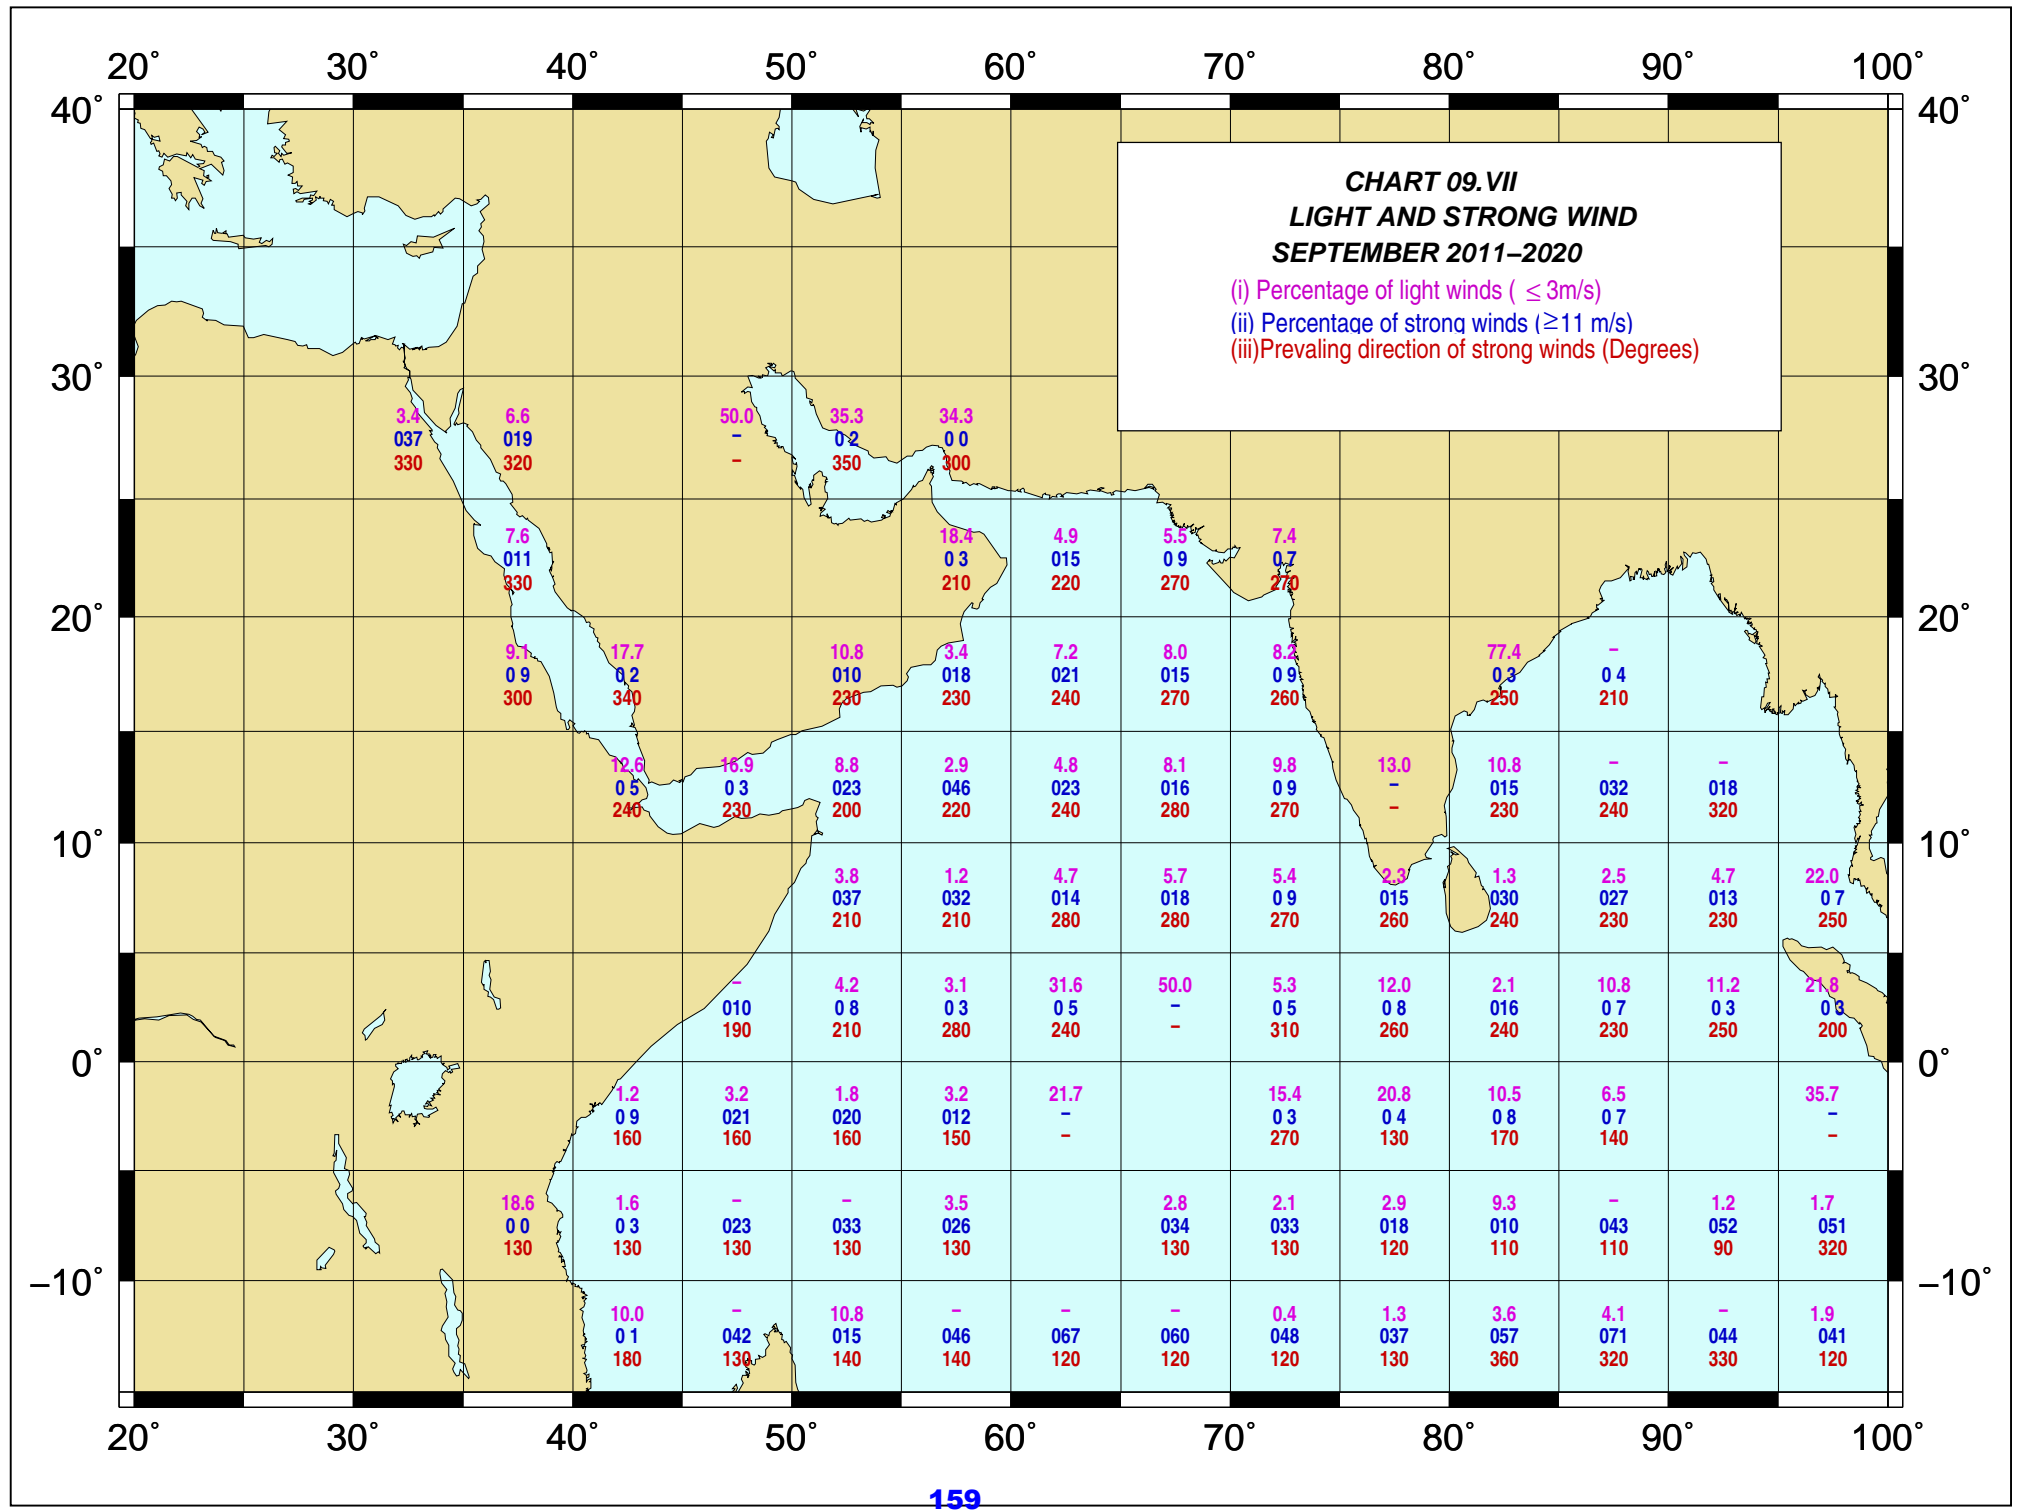 20° 30° 40° 50° 60° 70° 80° 90° 100°
40° 40°
CHART 09.VII
LIGHT AND STRONG WIND
SEPTEMBER 2011–2020
(i) Percentage of light winds ( ≤ 3m/s)
(ii) Percentage of strong winds (≥11 m/s)
(iii)Prevaling direction of strong winds (Degrees)
30° 30°
3.4 6.6 50.0 35.3 34.3
037 019 – 0 2 0 0
330 320 – 350 300
7.6 18.4 4.9 5.5 7.4
011 0 3 015 0 9 0 7
330 210 220 270 270
20° 20°
9.1 17.7 10.8 3.4 7.2 8.0 8.2 77.4 –
0 9 0 2 010 018 021 015 0 9 0 3 0 4
300 340 230 230 240 270 260 250 210
12.6 16.9 8.8 2.9 4.8 8.1 9.8 13.0 10.8 – –
0 5 0 3 023 046 023 016 0 9 – 015 032 018
240 230 200 220 240 280 270 – 230 240 320
10° 10°
3.8 1.2 4.7 5.7 5.4 2.3 1.3 2.5 4.7 22.0
037 032 014 018 0 9 015 030 027 013 0 7
210 210 280 280 270 260 240 230 230 250
– 4.2 3.1 31.6 50.0 5.3 12.0 2.1 10.8 11.2 21.8
010 0 8 0 3 0 5 – 0 5 0 8 016 0 7 0 3 0 3
190 210 280 240 – 310 260 240 230 250 200
0° 0°
1.2 3.2 1.8 3.2 21.7 15.4 20.8 10.5 6.5 35.7
0 9 021 020 012 – 0 3 0 4 0 8 0 7 –
160 160 160 150 – 270 130 170 140 –
18.6 1.6 – – 3.5 2.8 2.1 2.9 9.3 – 1.2 1.7
0 0 0 3 023 033 026 034 033 018 010 043 052 051
130 130 130 130 130 130 130 120 110 110 90 320
–10° –10°
10.0 – 10.8 – – – 0.4 1.3 3.6 4.1 – 1.9
0 1 042 015 046 067 060 048 037 057 071 044 041
180 130 140 140 120 120 120 130 360 320 330 120
20° 30° 40° 50° 60° 70° 80° 90° 100°
159